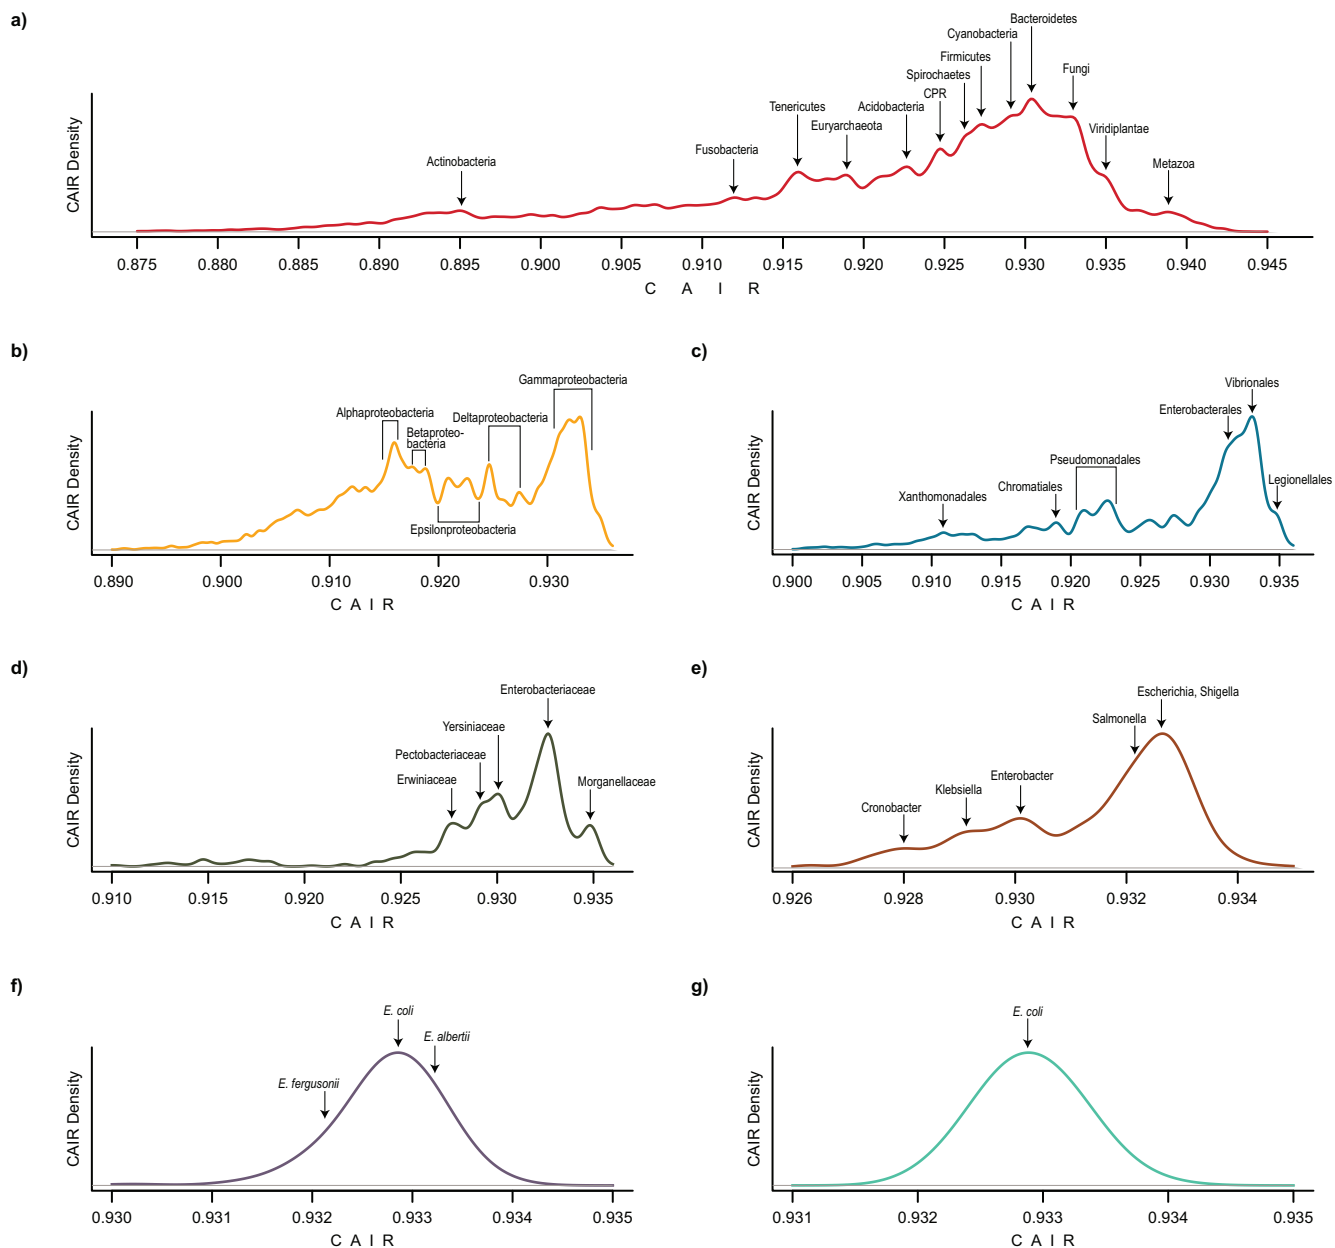 a)
Bacteroidetes
Cyanobacteria
Firmicutes
Fungi
Spirochaetes
CPR
Tenericutes
Acidobacteria
Euryarchaeota
Viridiplantae
Fusobacteria
Actinobacteria
Metazoa
CAIR Density
0.875 0.880 0.885 0.890 0.895 0.900 0.905 0.910 0.915 0.920 0.925 0.930 0.935 0.940 0.945
C A I R
b)
Gammaproteobacteria
Alphaproteobacteria
Deltaproteobacteria
Betaproteo-
bacteria
Epsilonproteobacteria
CAIR Density
0.890 0.900 0.910 0.920 0.930
C A I R
c)
Vibrionales
Enterobacterales
Pseudomonadales
Legionellales
Chromatiales
Xanthomonadales
CAIR Density
0.900 0.905 0.910 0.915 0.920 0.925 0.930 0.935
C A I R
d)
Enterobacteriaceae
Yersiniaceae
Pectobacteriaceae
Erwiniaceae
Morganellaceae
CAIR Density
0.910 0.915 0.920 0.925 0.930 0.935
C A I R
e)
Escherichia, Shigella
Salmonella
Enterobacter
Klebsiella
Cronobacter
CAIR Density
0.926 0.928 0.930 0.932 0.934
C A I R
f)
E. coli
E. albertii
E. fergusonii
CAIR Density
0.930 0.931 0.932 0.933 0.934 0.935
C A I R
g)
E. coli
CAIR Density
0.931 0.932 0.933 0.934 0.935
C A I R